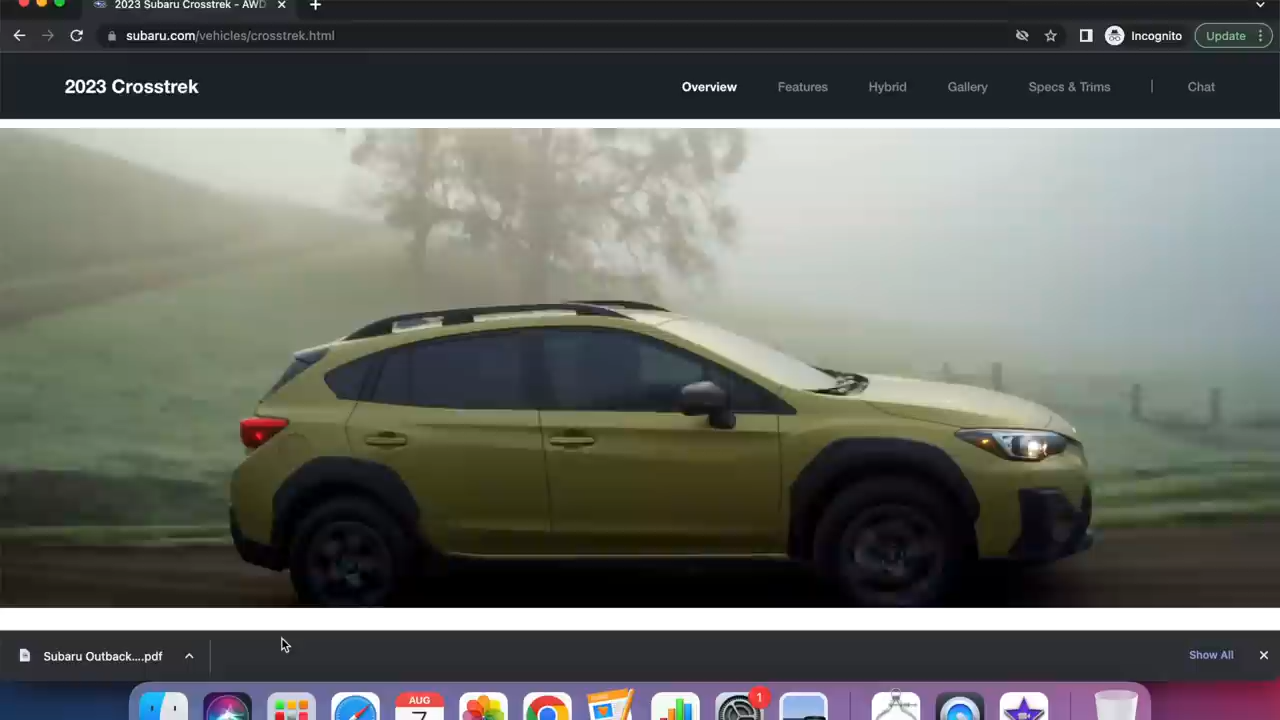 2023 Subaru Crosstrek - AWD
subaru.com/vehicles/crosstrek.html
Incognito
Update
2023 Crosstrek
Overview
Features
Hybrid
Gallery
Specs & Trims
Chat
Subaru Outback....pdf
Show All
AUG
7
1